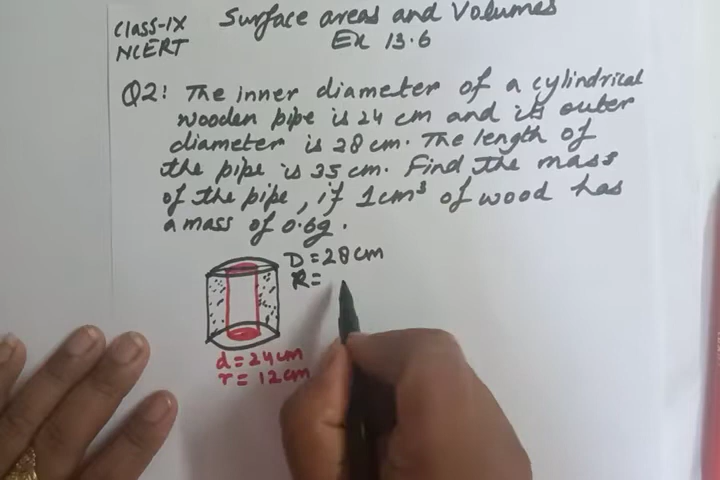 Class-IX Surface areas and Volumes
NCERT Ex 13.6
Q2: The inner diameter of a cylindrical
wooden pipe is 24 cm and its outer
diameter is 28 cm. The length of
the pipe is 35 cm. Find the mass
of the pipe, if 1cm³ of wood has
a mass of 0.6g.
D = 28 cm
R =
d = 24 cm
r = 12 cm